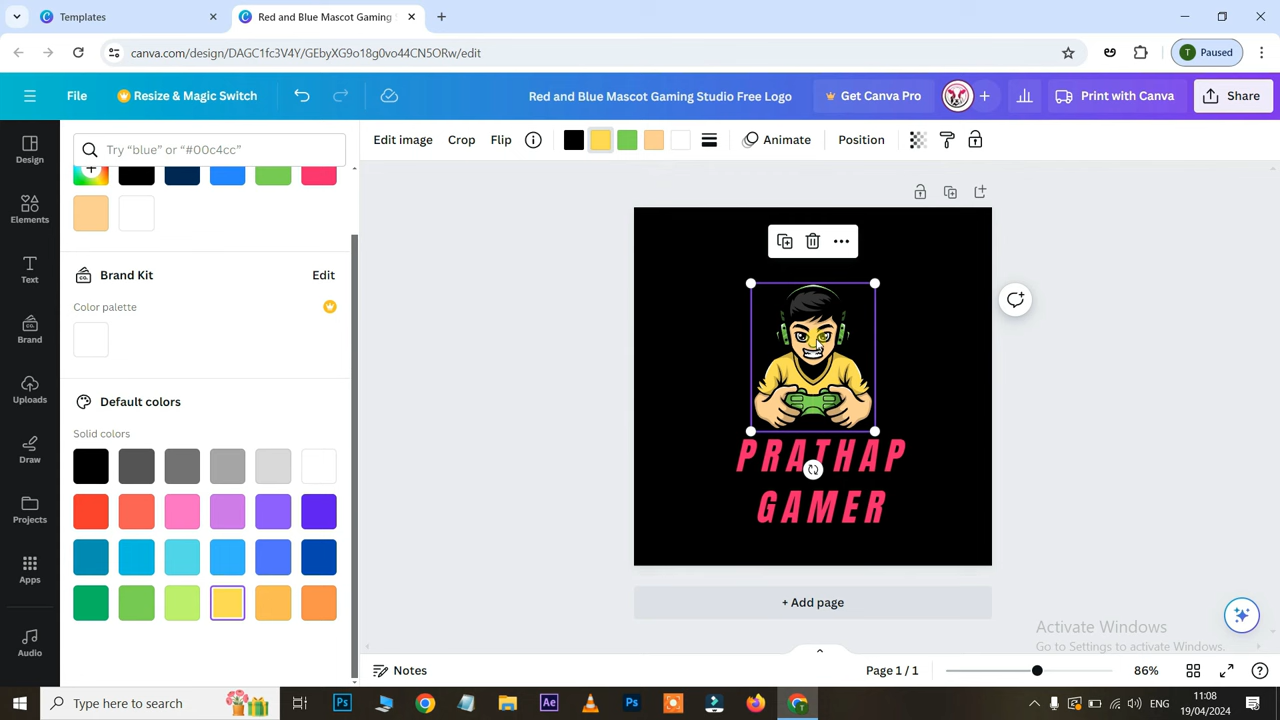 Templates
Red and Blue Mascot Gaming S
canva.com/design/DAGC1fc3V4Y/GEbyXG9o18g0vo44CN5ORw/edit
T Paused
File
Resize & Magic Switch
Red and Blue Mascot Gaming Studio Free Logo
Get Canva Pro
Print with Canva
Share
Design
Elements
Text
Brand
Uploads
Draw
Projects
Apps
Audio
Try “blue” or “#00c4cc”
Brand Kit
Edit
Color palette
Default colors
Solid colors
Edit image
Crop
Flip
Animate
Position
PRATHAP
GAMER
+ Add page
Activate Windows
Go to Settings to activate Windows.
Notes
Page 1 / 1
86%
Type here to search
Ps
Ae
Ps
ENG
11:08
19/04/2024